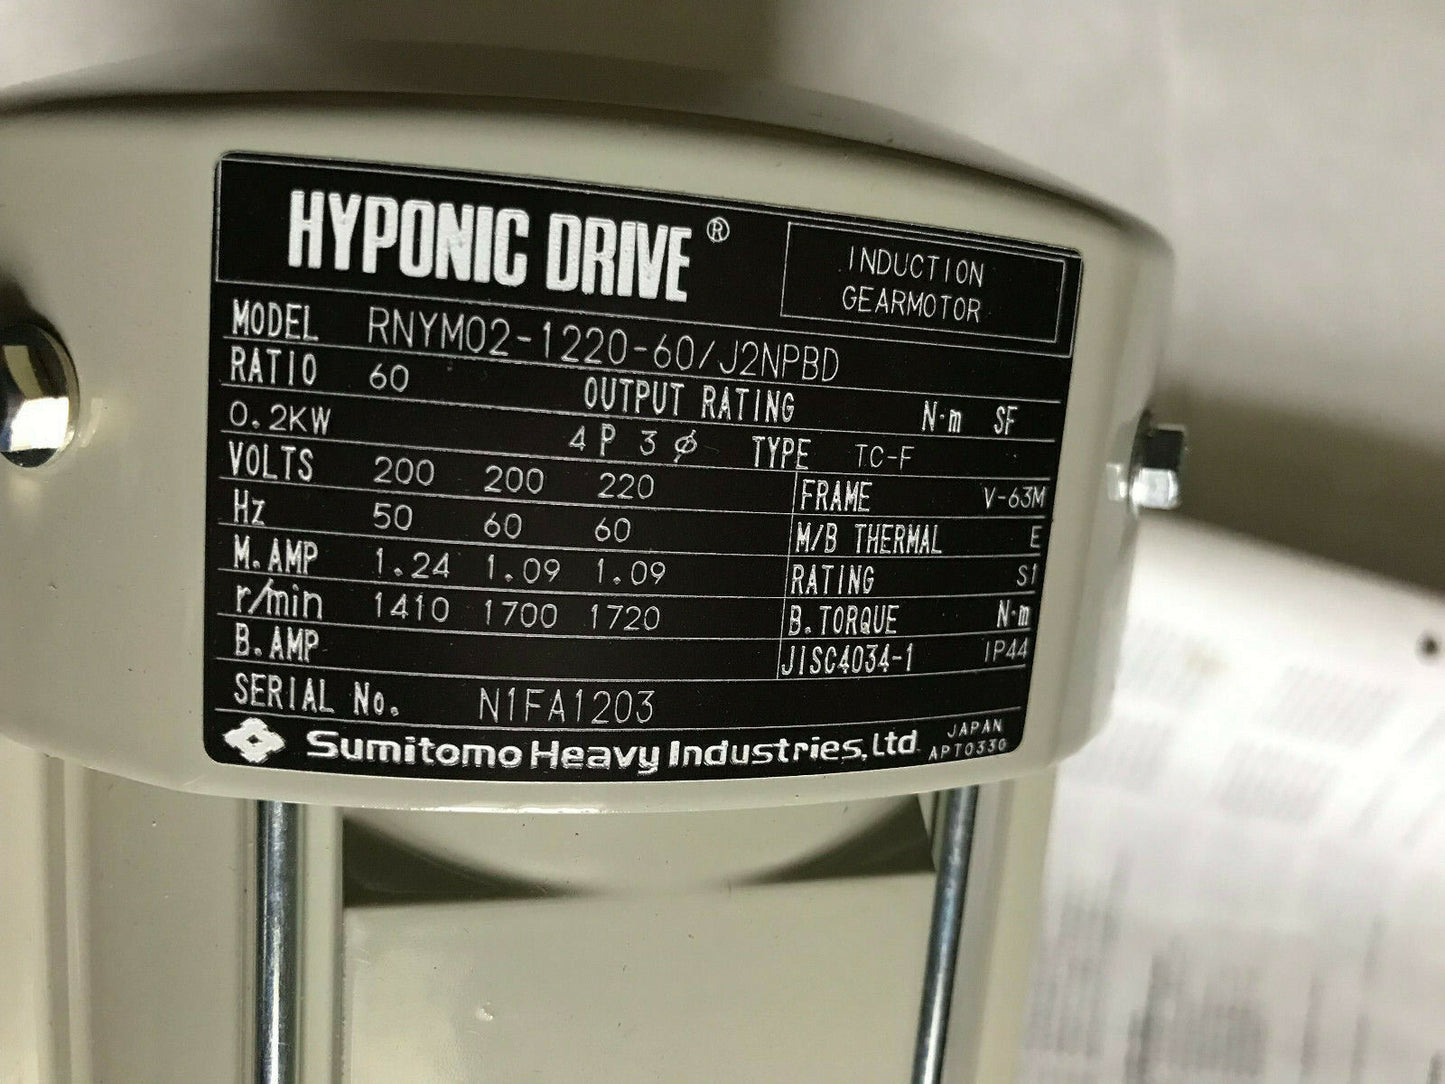 HYPONIC DRIVE®
INDUCTION
GEARMOTOR
MODEL RNYM02-1220-60/J2NPBD
RATIO 60 OUTPUT RATING N·m SF
0.2KW 4P 3ϕ TYPE TC-F
VOLTS 200 200 220 FRAME V-63M
Hz 50 60 60 M/B THERMAL E
M.AMP 1.24 1.09 1.09 RATING S1
r/min 1410 1700 1720 B.TORQUE N·m
B.AMP JISC4034-1 IP44
SERIAL No. N1FA1203
Sumitomo Heavy Industries,Ltd. JAPAN
APT0330